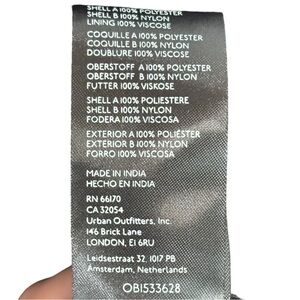 SHELL A 100% POLYESTER
SHELL B 100% NYLON
LINING 100% VISCOSE
COQUILLE A 100% POLYESTER
COQUILLE B 100% NYLON
DOUBLURE 100% VISCOSE
OBERSTOFF A 100% POLYESTER
OBERSTOFF B 100% NYLON
FUTTER 100% VISKOSE
SHELL A 100% POLIESTERE
SHELL B 100% NYLON
FODERA 100% VISCOSA
EXTERIOR A 100% POLIÉSTER
EXTERIOR B 100% NYLON
FORRO 100% VISCOSA
MADE IN INDIA
HECHO EN INDIA
RN 66170
CA 32054
Urban Outfitters, Inc.
146 Brick Lane
LONDON, E1 6RU
Leidsestraat 32, 1017 PB
Amsterdam, Netherlands
OB1533628